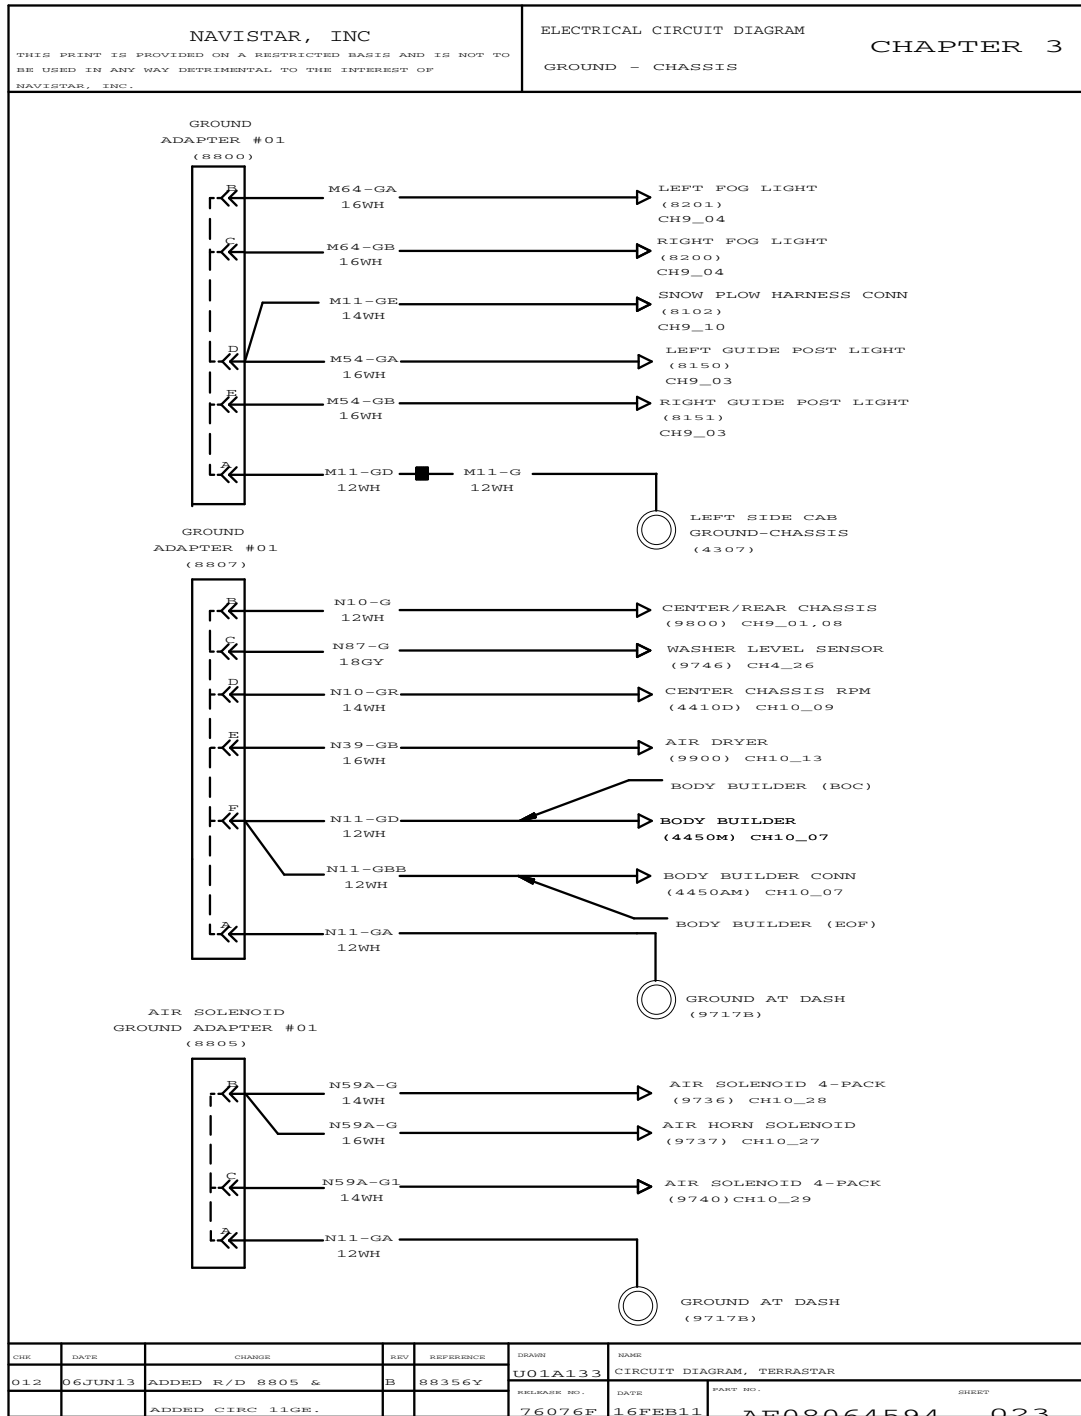 NAVISTAR, INC
THIS PRINT IS PROVIDED ON A RESTRICTED BASIS AND IS NOT TO
BE USED IN ANY WAY DETRIMENTAL TO THE INTEREST OF
NAVISTAR, INC.
ELECTRICAL CIRCUIT DIAGRAM
GROUND - CHASSIS
CHAPTER 3
GROUND
ADAPTER #01
(8800)
B
M64-GA
16WH
LEFT FOG LIGHT
(8201)
CH9_04
C
M64-GB
16WH
RIGHT FOG LIGHT
(8200)
CH9_04
M11-GE
14WH
SNOW PLOW HARNESS CONN
(8102)
CH9_10
D
M54-GA
16WH
LEFT GUIDE POST LIGHT
(8150)
CH9_03
E
M54-GB
16WH
RIGHT GUIDE POST LIGHT
(8151)
CH9_03
A
M11-GD
12WH
M11-G
12WH
LEFT SIDE CAB
GROUND-CHASSIS
(4307)
GROUND
ADAPTER #01
(8807)
B
N10-G
12WH
CENTER/REAR CHASSIS
(9800) CH9_01,08
C
N87-G
18GY
WASHER LEVEL SENSOR
(9746) CH4_26
D
N10-GR
14WH
CENTER CHASSIS RPM
(4410D) CH10_09
E
N39-GB
16WH
AIR DRYER
(9900) CH10_13
BODY BUILDER (BOC)
F
N11-GD
12WH
BODY BUILDER
(4450M) CH10_07
N11-GBB
12WH
BODY BUILDER CONN
(4450AM) CH10_07
BODY BUILDER (EOF)
A
N11-GA
12WH
GROUND AT DASH
(9717B)
AIR SOLENOID
GROUND ADAPTER #01
(8805)
B
N59A-G
14WH
AIR SOLENOID 4-PACK
(9736) CH10_28
N59A-G
16WH
AIR HORN SOLENOID
(9737) CH10_27
C
N59A-G1
14WH
AIR SOLENOID 4-PACK
(9740)CH10_29
A
N11-GA
12WH
GROUND AT DASH
(9717B)
CHK DATE CHANGE REV REFERENCE
012 06JUN13 ADDED R/D 8805 & B 88356Y
ADDED CIRC 11GE.
DRAWN
U01A133
NAME
CIRCUIT DIAGRAM, TERRASTAR
RELEASE NO.
76076F
DATE
16FEB11
PART NO.
AF08064594
SHEET
023